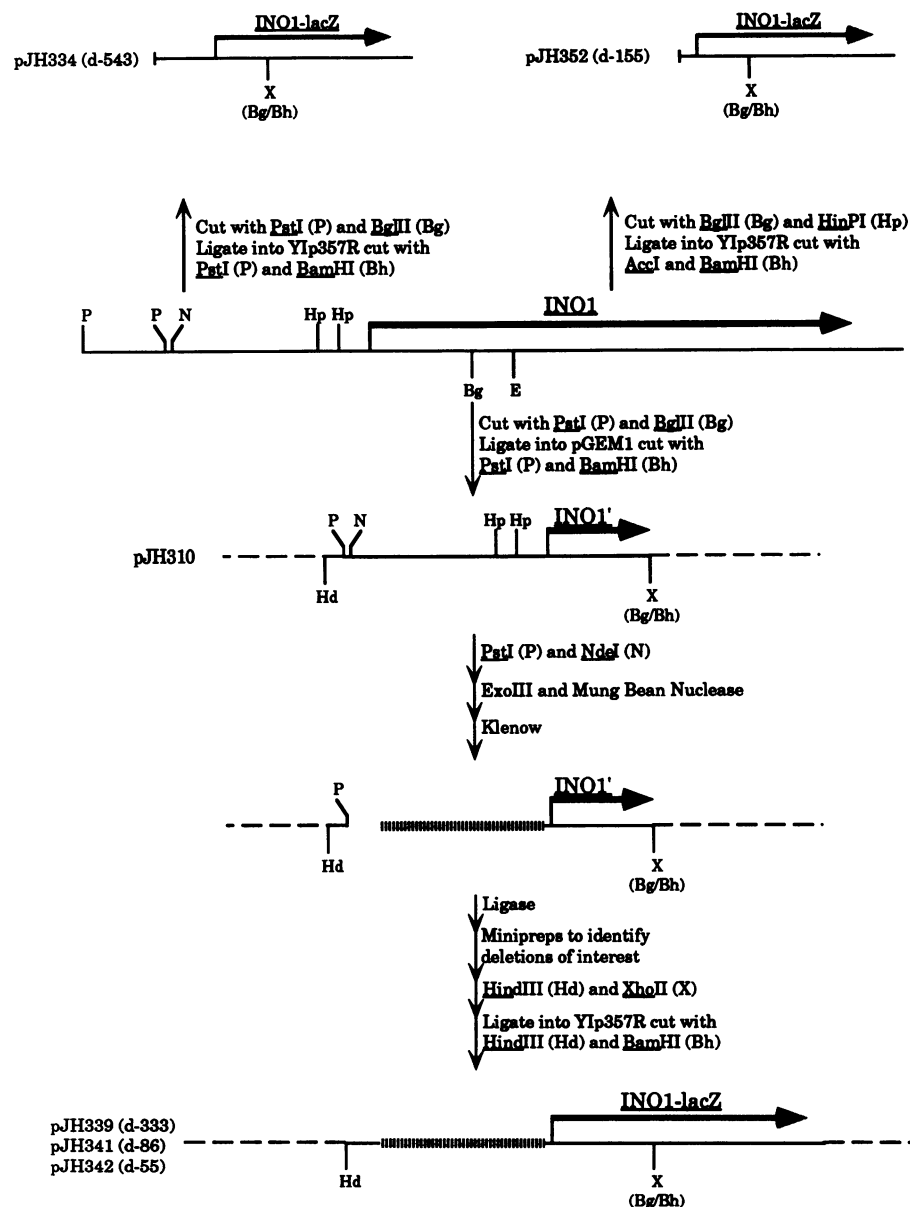 INO1-lacZ
INO1-lacZ
pJH334 (d-543)
pJH352 (d-155)
X
(Bg/Bh)
X
(Bg/Bh)
Cut with PstI (P) and BglII (Bg)
Ligate into YIp357R cut with
PstI (P) and BamHI (Bh)
Cut with BglII (Bg) and HinPI (Hp)
Ligate into YIp357R cut with
AccI and BamHI (Bh)
INO1
P
P
N
Hp
Hp
Bg
E
Cut with PstI (P) and BglII (Bg)
Ligate into pGEM1 cut with
PstI (P) and BamHI (Bh)
P
N
Hp
Hp
INO1'
pJH310
Hd
X
(Bg/Bh)
PstI (P) and NdeI (N)
ExoIII and Mung Bean Nuclease
Klenow
P
INO1'
Hd
X
(Bg/Bh)
Ligase
Minipreps to identify
deletions of interest
HindIII (Hd) and XhoII (X)
Ligate into YIp357R cut with
HindIII (Hd) and BamHI (Bh)
INO1-lacZ
pJH339 (d-333)
pJH341 (d-86)
pJH342 (d-55)
Hd
X
(Bg/Bh)